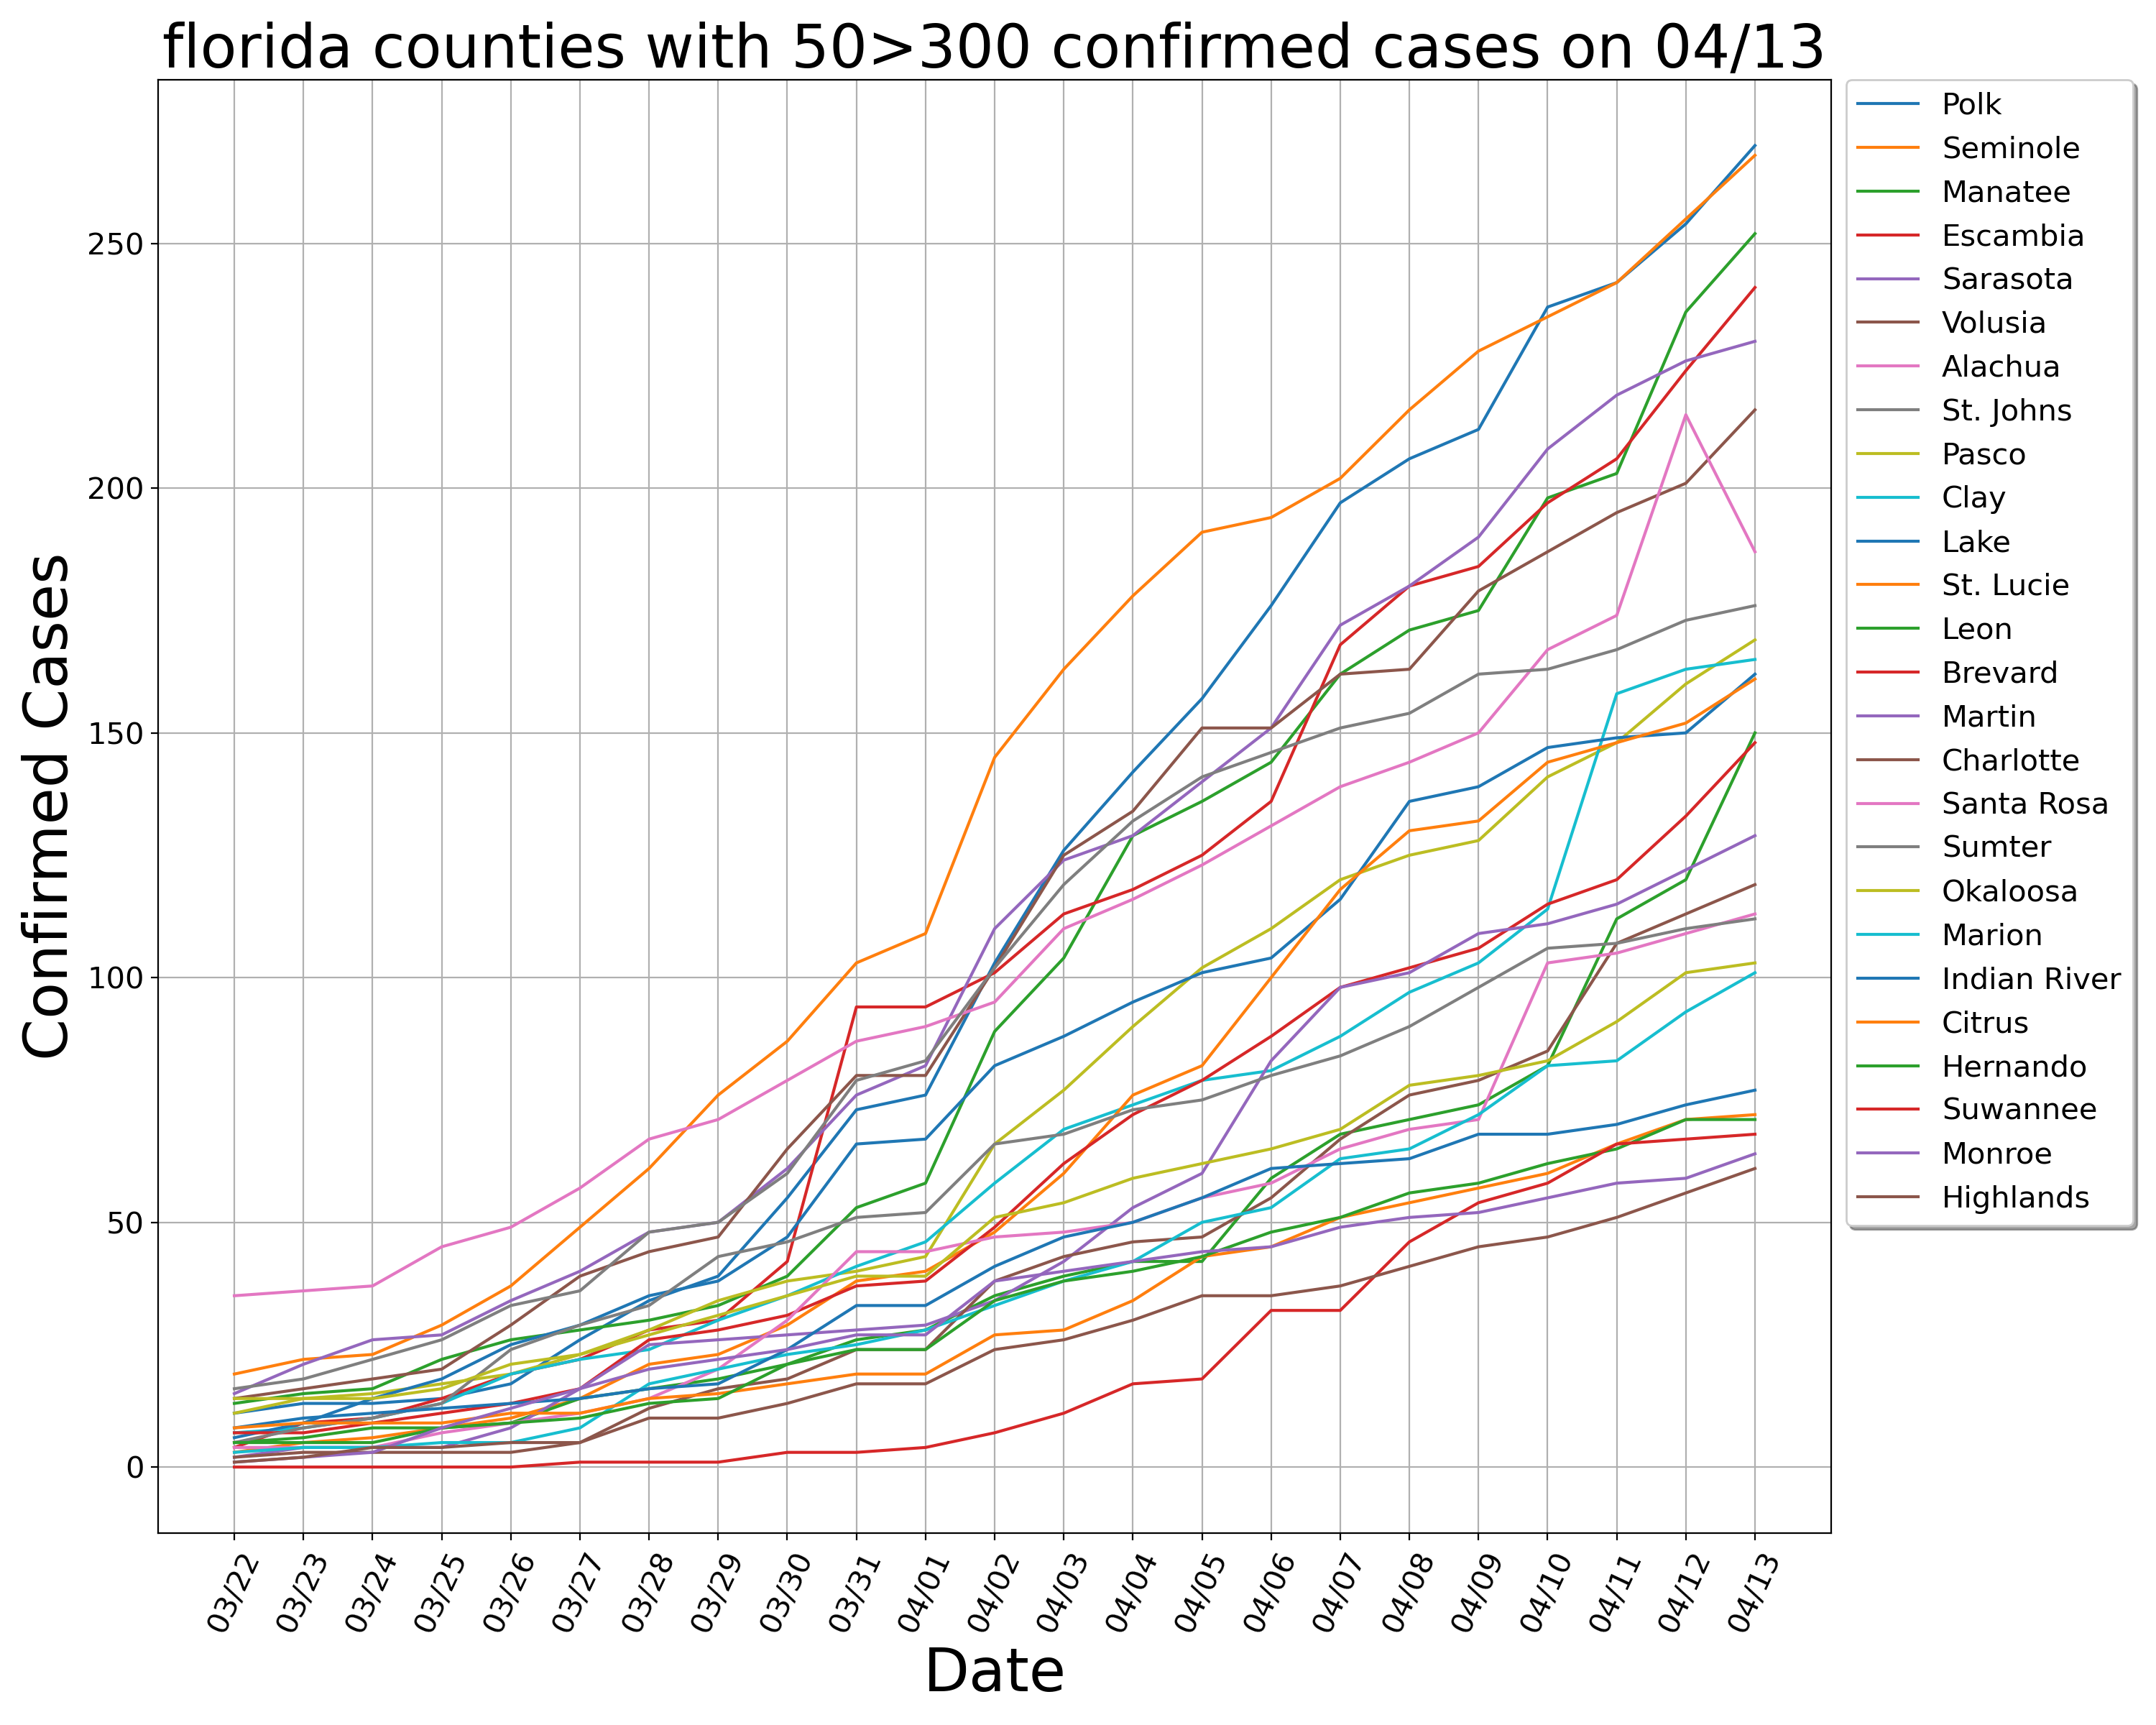 florida counties with 50>300 confirmed cases on 04/13
Confirmed Cases
250
200
150
100
50
0
03/22
03/23
03/24
03/25
03/26
03/27
03/28
03/29
03/30
03/31
04/01
04/02
04/03
04/04
04/05
04/06
04/07
04/08
04/09
04/10
04/11
04/12
04/13
Date
Polk
Seminole
Manatee
Escambia
Sarasota
Volusia
Alachua
St. Johns
Pasco
Clay
Lake
St. Lucie
Leon
Brevard
Martin
Charlotte
Santa Rosa
Sumter
Okaloosa
Marion
Indian River
Citrus
Hernando
Suwannee
Monroe
Highlands